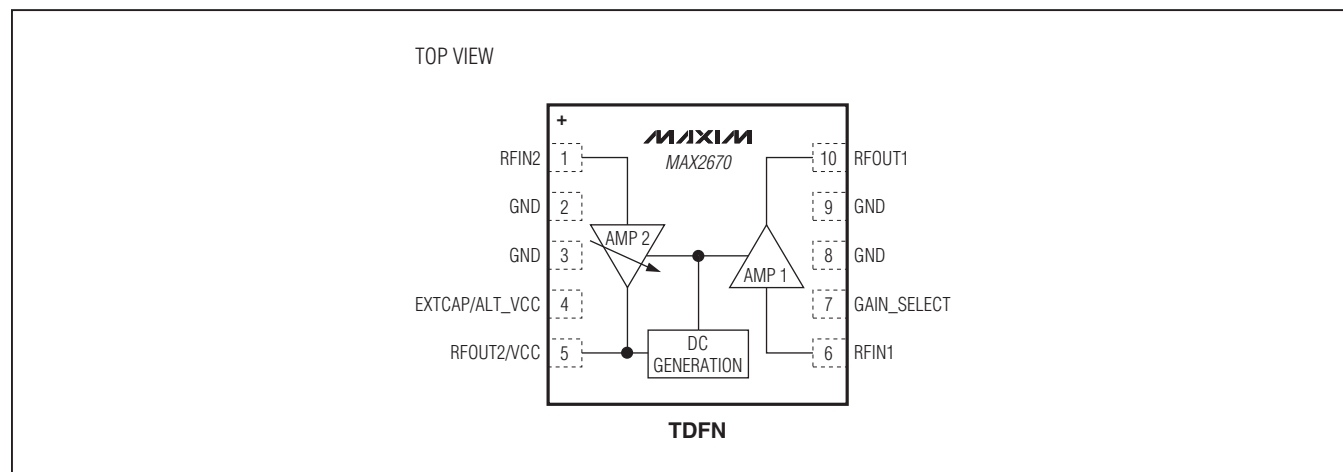 TOP VIEW
+
MAXIM
MAX2670
RFIN2 1
10 RFOUT1
GND 2
9 GND
GND 3
8 GND
EXTCAP/ALT_VCC 4
7 GAIN_SELECT
RFOUT2/VCC 5
6 RFIN1
AMP 2
AMP 1
DC
GENERATION
TDFN